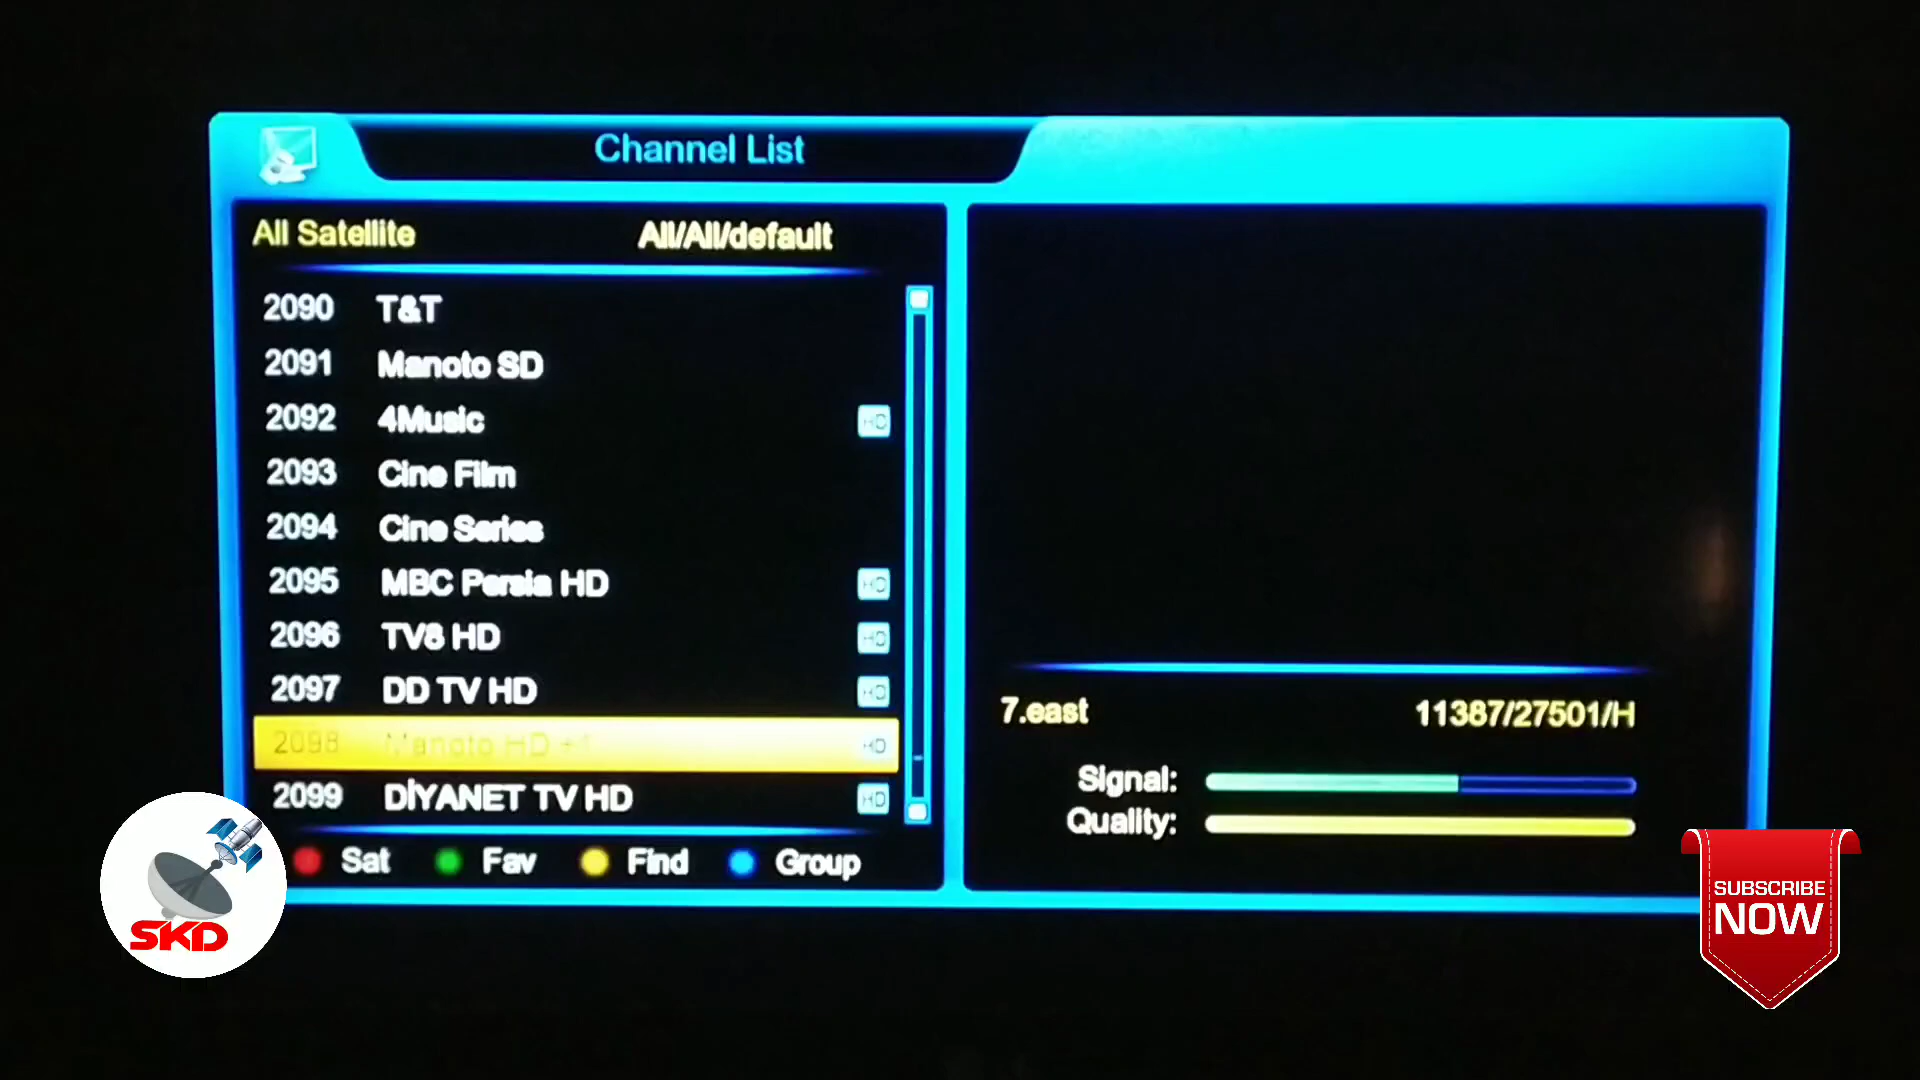 Channel List
All Satellite All/All/default
2090 T&T
2091 Manoto SD
2092 4Music HD
2093 Cine Film
2094 Cine Series
2095 MBC Persia HD HD
2096 TV8 HD HD
2097 DD TV HD HD
2098 Manoto HD +1 HD
2099 DİYANET TV HD HD
Sat Fav Find Group
7.east 11387/27501/H
Signal:
Quality:
SKD
SUBSCRIBE
NOW